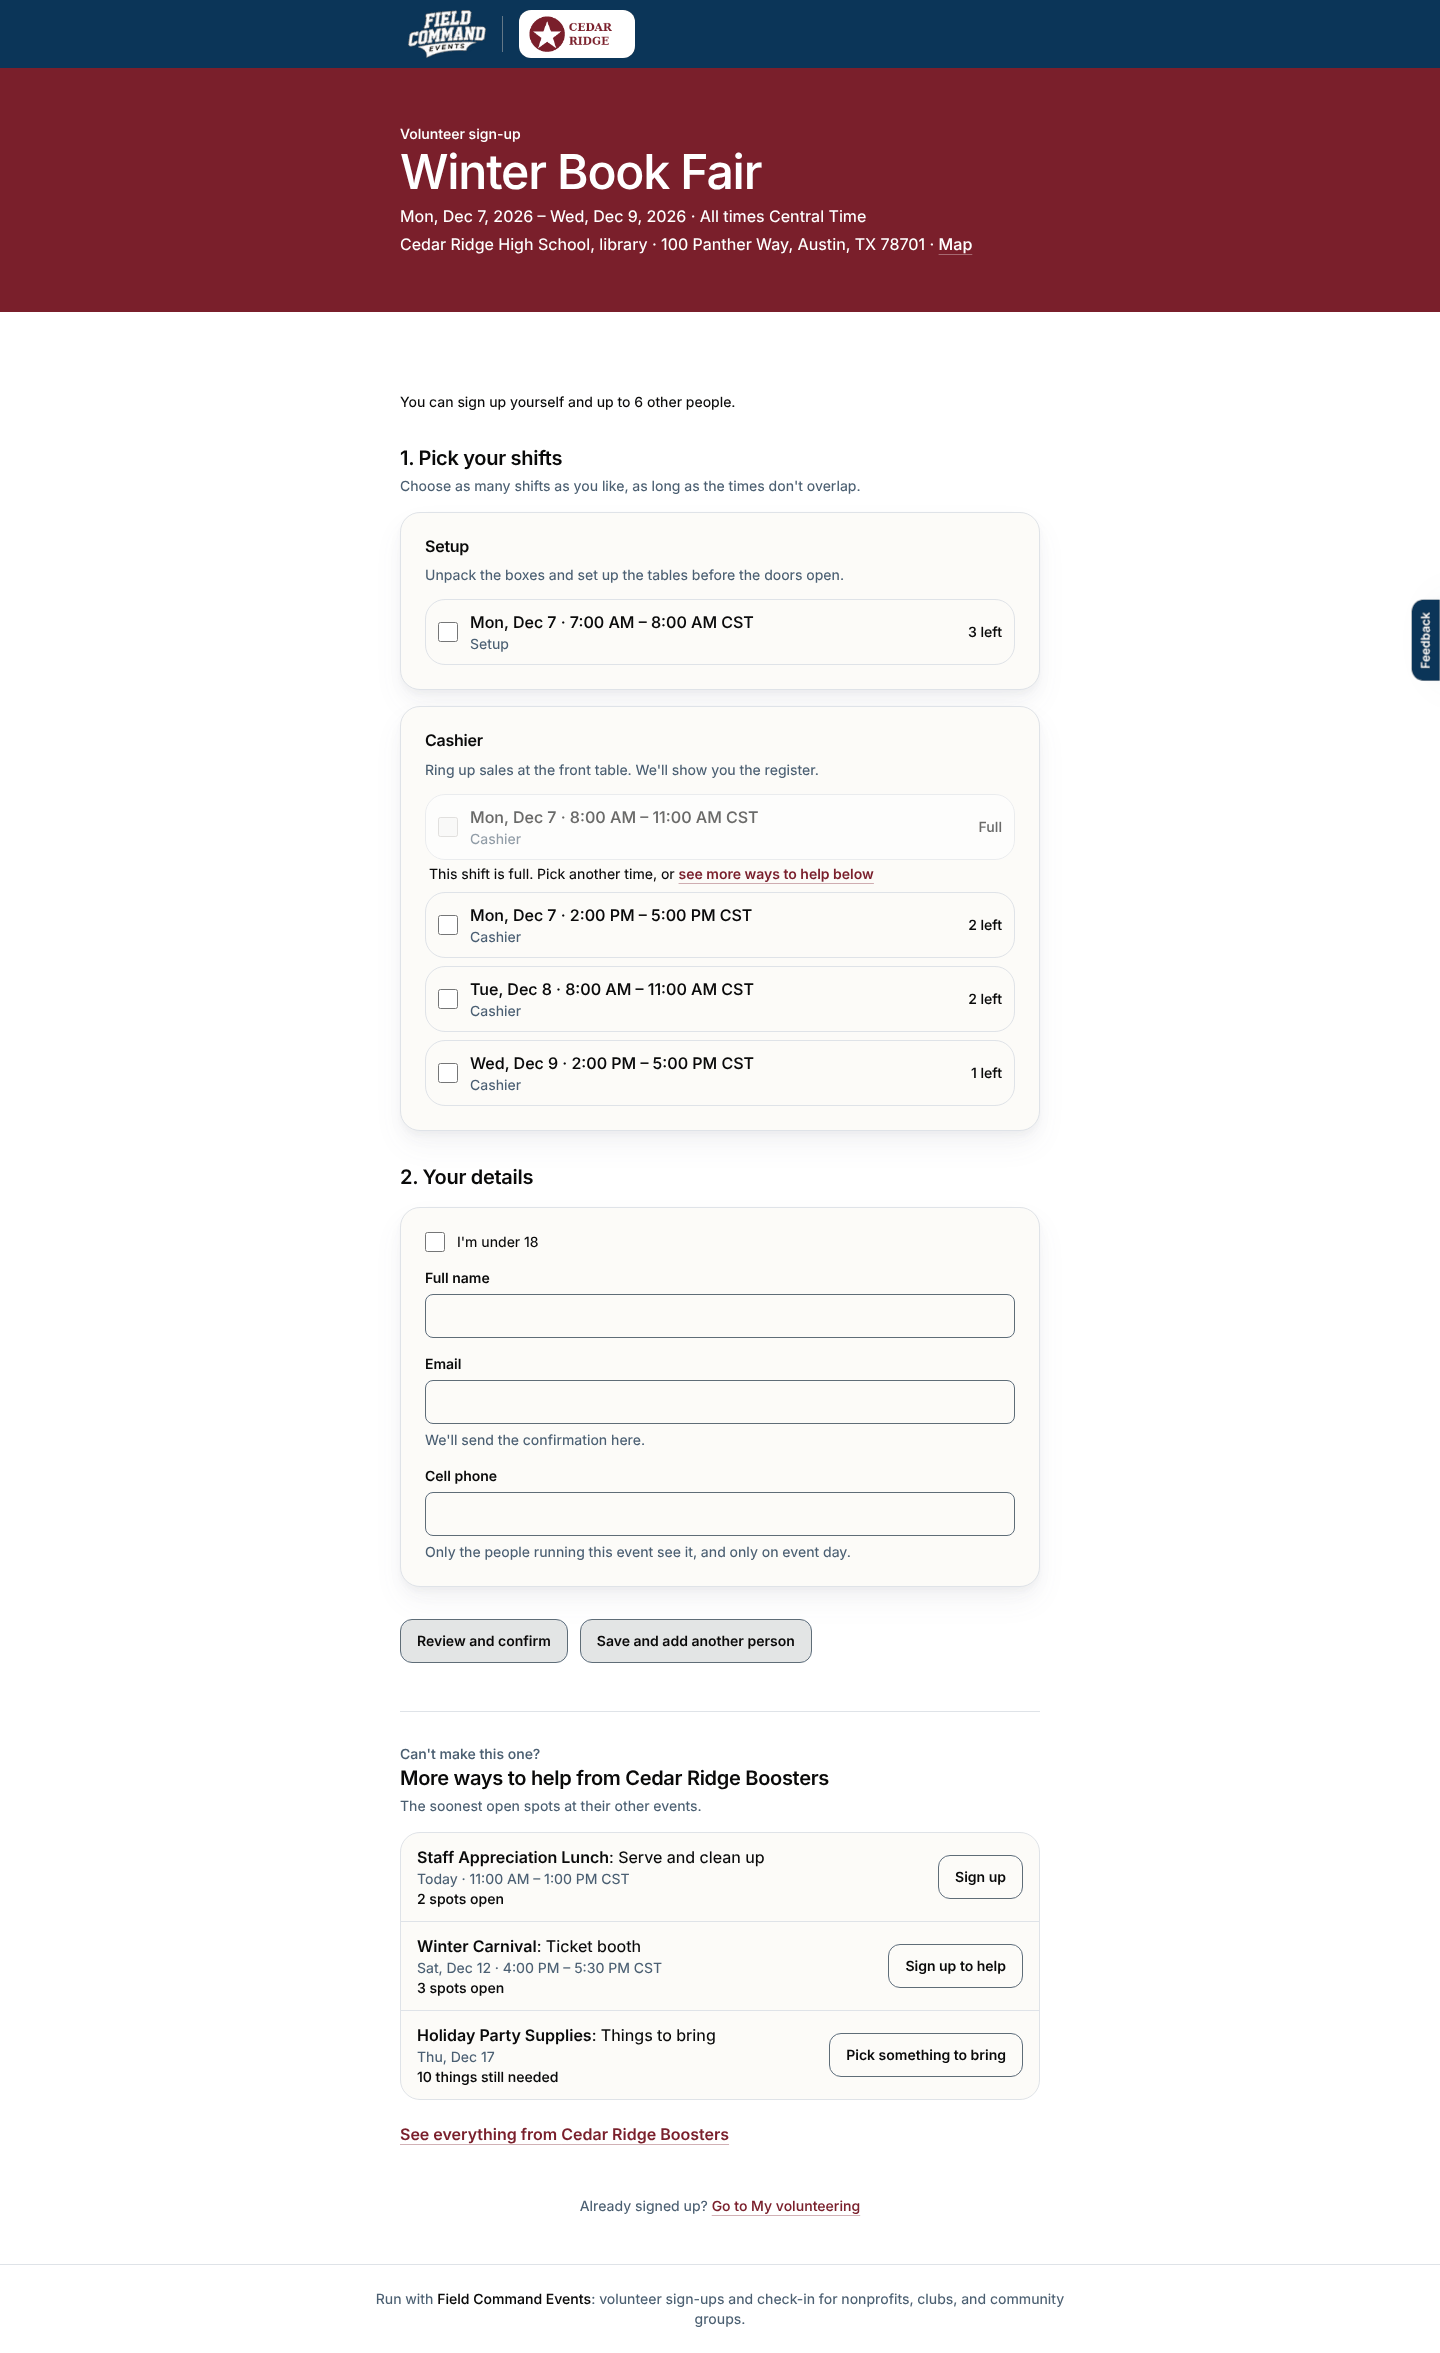 FIELD
COMMAND
EVENTS
CEDAR
RIDGE
Volunteer sign-up
Winter Book Fair
Mon, Dec 7, 2026 – Wed, Dec 9, 2026 · All times Central Time
Cedar Ridge High School, library · 100 Panther Way, Austin, TX 78701 · Map
You can sign up yourself and up to 6 other people.
1. Pick your shifts
Choose as many shifts as you like, as long as the times don't overlap.
Setup
Unpack the boxes and set up the tables before the doors open.
Mon, Dec 7 · 7:00 AM – 8:00 AM CST
Setup
3 left
Feedback
Cashier
Ring up sales at the front table. We'll show you the register.
Mon, Dec 7 · 8:00 AM – 11:00 AM CST
Cashier
Full
This shift is full. Pick another time, or see more ways to help below
Mon, Dec 7 · 2:00 PM – 5:00 PM CST
Cashier
2 left
Tue, Dec 8 · 8:00 AM – 11:00 AM CST
Cashier
2 left
Wed, Dec 9 · 2:00 PM – 5:00 PM CST
Cashier
1 left
2. Your details
I'm under 18
Full name
Email
We'll send the confirmation here.
Cell phone
Only the people running this event see it, and only on event day.
Review and confirm
Save and add another person
Can't make this one?
More ways to help from Cedar Ridge Boosters
The soonest open spots at their other events.
Staff Appreciation Lunch: Serve and clean up
Today · 11:00 AM – 1:00 PM CST
2 spots open
Sign up
Winter Carnival: Ticket booth
Sat, Dec 12 · 4:00 PM – 5:30 PM CST
3 spots open
Sign up to help
Holiday Party Supplies: Things to bring
Thu, Dec 17
10 things still needed
Pick something to bring
See everything from Cedar Ridge Boosters
Already signed up? Go to My volunteering
Run with Field Command Events: volunteer sign-ups and check-in for nonprofits, clubs, and community
groups.